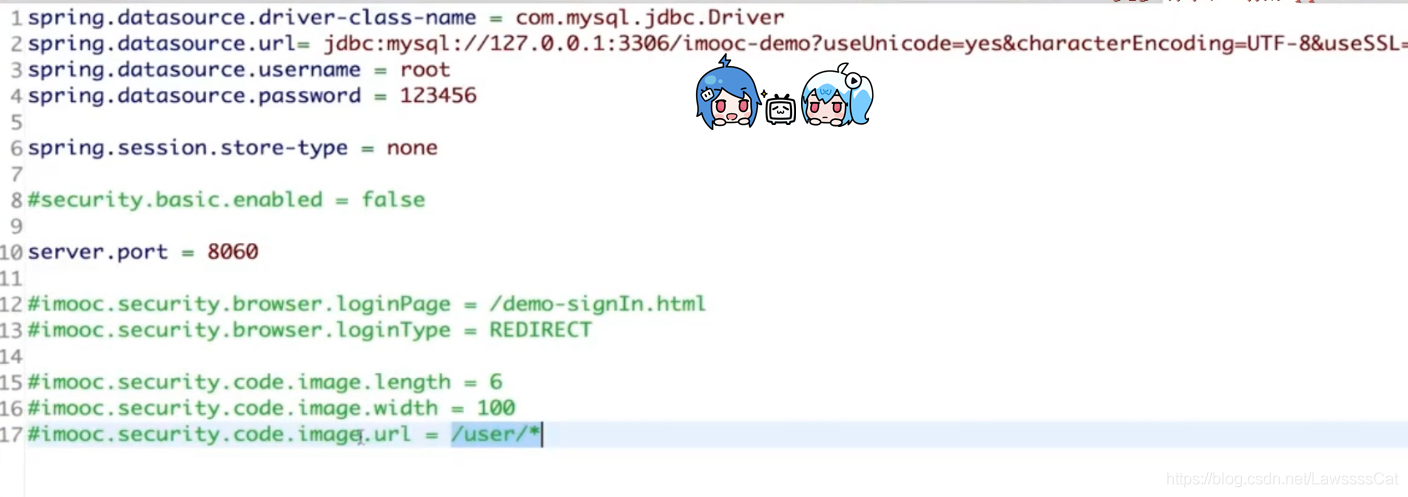 1 spring.datasource.driver-class-name = com.mysql.jdbc.Driver
2 spring.datasource.url= jdbc:mysql://127.0.0.1:3306/imooc-demo?useUnicode=yes&characterEncoding=UTF-8&useSSL=
3 spring.datasource.username = root
4 spring.datasource.password = 123456
5
6 spring.session.store-type = none
7
8 #security.basic.enabled = false
9
10 server.port = 8060
11
12 #imooc.security.browser.loginPage = /demo-signIn.html
13 #imooc.security.browser.loginType = REDIRECT
14
15 #imooc.security.code.image.length = 6
16 #imooc.security.code.image.width = 100
17 #imooc.security.code.image.url = /user/*
https://blog.csdn.net/LawssssCat